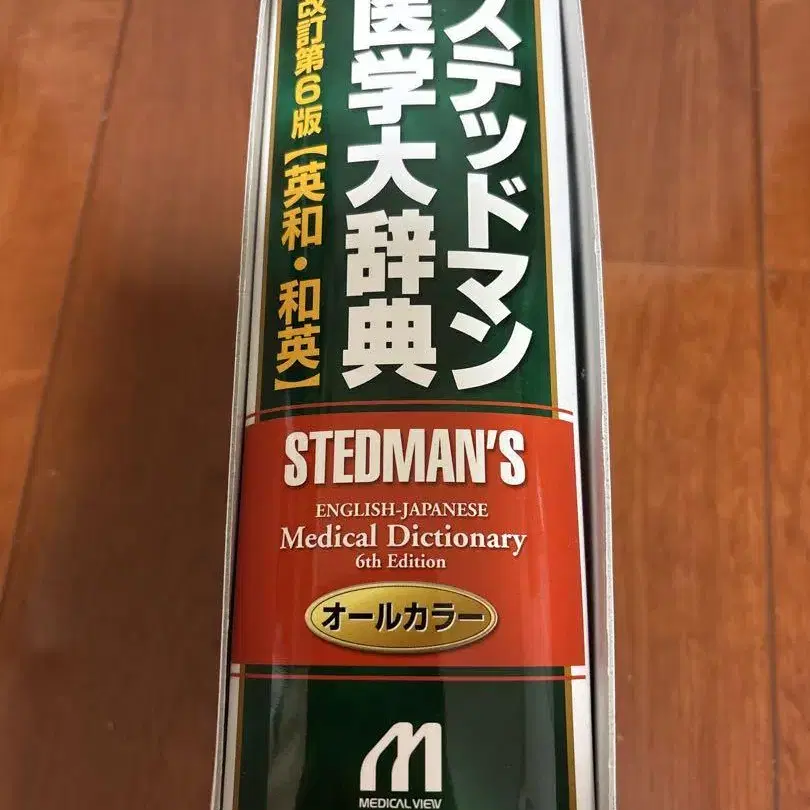 ステッドマン
医学大辞典
改訂第6版【英和・和英】
STEDMAN'S
ENGLISH-JAPANESE
Medical Dictionary
6th Edition
オールカラー
MEDICAL VIEW